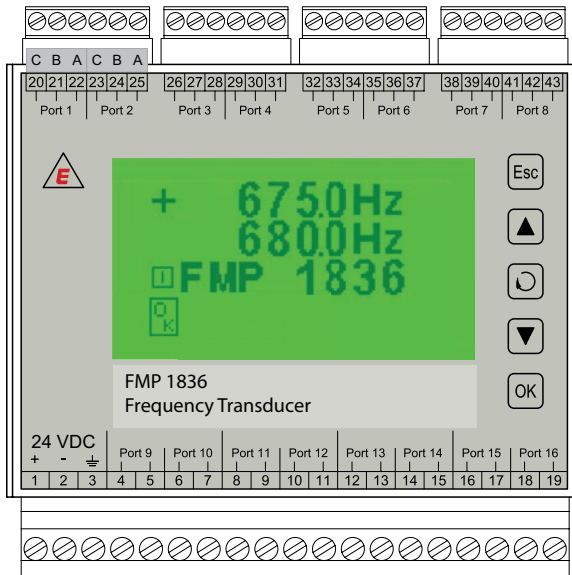 C B A C B A
20 21 22 23 24 25 26 27 28 29 30 31 32 33 34 35 36 37 38 39 40 41 42 43
Port 1 Port 2 Port 3 Port 4 Port 5 Port 6 Port 7 Port 8
E
Esc
+ 675.0Hz
680.0Hz
I FMP 1836
OK
FMP 1836
Frequency Transducer
OK
24 VDC
+ - Port 9 Port 10 Port 11 Port 12 Port 13 Port 14 Port 15 Port 16
1 2 3 4 5 6 7 8 9 10 11 12 13 14 15 16 17 18 19